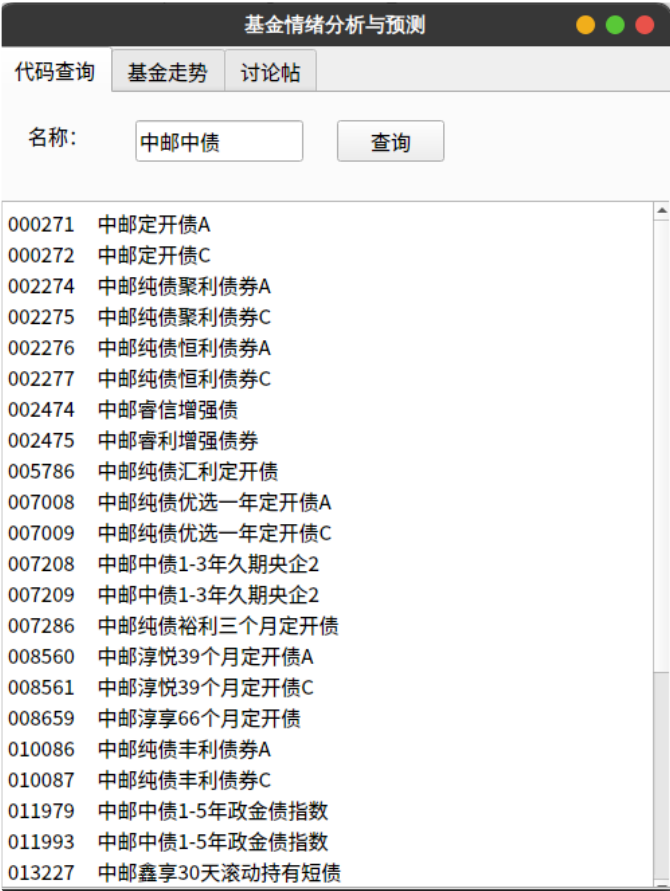 基金情绪分析与预测
代码查询 基金走势 讨论帖
名称: 中邮中债 查询
000271 中邮定开债A
000272 中邮定开债C
002274 中邮纯债聚利债券A
002275 中邮纯债聚利债券C
002276 中邮纯债恒利债券A
002277 中邮纯债恒利债券C
002474 中邮睿信增强债
002475 中邮睿利增强债券
005786 中邮纯债汇利定开债
007008 中邮纯债优选一年定开债A
007009 中邮纯债优选一年定开债C
007208 中邮中债1-3年久期央企2
007209 中邮中债1-3年久期央企2
007286 中邮纯债裕利三个月定开债
008560 中邮淳悦39个月定开债A
008561 中邮淳悦39个月定开债C
008659 中邮淳享66个月定开债
010086 中邮纯债丰利债券A
010087 中邮纯债丰利债券C
011979 中邮中债1-5年政金债指数
011993 中邮中债1-5年政金债指数
013227 中邮鑫享30天滚动持有短债